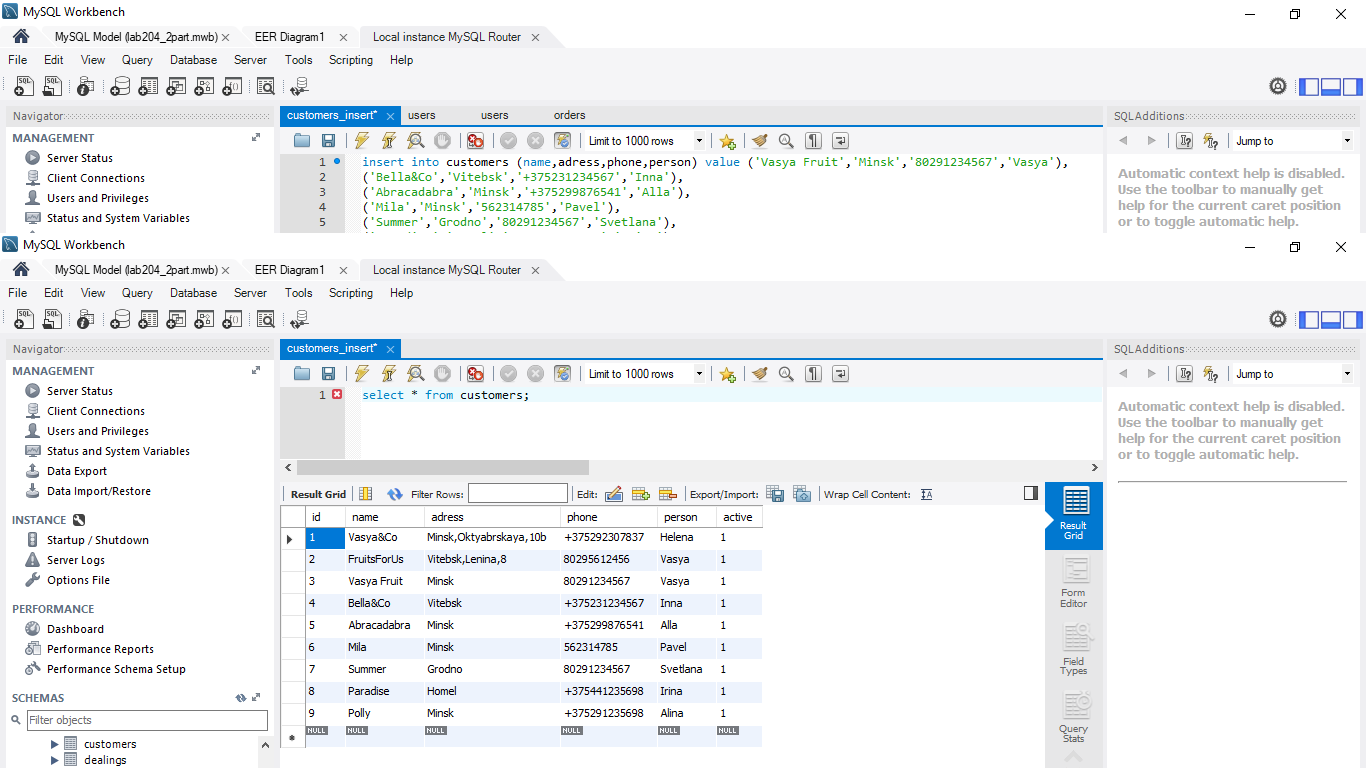 MySQL Workbench
MySQL Model (lab204_2part.mwb) EER Diagram1 Local instance MySQL Router
File Edit View Query Database Server Tools Scripting Help
Navigator
MANAGEMENT
Server Status
Client Connections
Users and Privileges
Status and System Variables
customers_insert* users users orders
Limit to 1000 rows
1 insert into customers (name,adress,phone,person) value ('Vasya Fruit','Minsk','80291234567','Vasya'),
2 ('Bella&Co','Vitebsk','+375231234567','Inna'),
3 ('Abracadabra','Minsk','+375299876541','Alla'),
4 ('Mila','Minsk','562314785','Pavel'),
5 ('Summer','Grodno','80291234567','Svetlana'),
SQLAdditions
Jump to
Automatic context help is disabled.
Use the toolbar to manually get
help for the current caret position
or to toggle automatic help.
MySQL Workbench
MySQL Model (lab204_2part.mwb) EER Diagram1 Local instance MySQL Router
File Edit View Query Database Server Tools Scripting Help
Navigator
MANAGEMENT
Server Status
Client Connections
Users and Privileges
Status and System Variables
Data Export
Data Import/Restore
INSTANCE
Startup / Shutdown
Server Logs
Options File
PERFORMANCE
Dashboard
Performance Reports
Performance Schema Setup
SCHEMAS
Filter objects
customers
dealings
customers_insert*
Limit to 1000 rows
1 select * from customers;
Result Grid Filter Rows: Edit: Export/Import: Wrap Cell Content:
id name adress phone person active
1 Vasya&Co Minsk,Oktyabrskaya,10b +375292307837 Helena 1
2 FruitsForUs Vitebsk,Lenina,8 80295612456 Vasya 1
3 Vasya Fruit Minsk 80291234567 Vasya 1
4 Bella&Co Vitebsk +375231234567 Inna 1
5 Abracadabra Minsk +375299876541 Alla 1
6 Mila Minsk 562314785 Pavel 1
7 Summer Grodno 80291234567 Svetlana 1
8 Paradise Homel +375441235698 Irina 1
9 Polly Minsk +375291235698 Alina 1
NULL NULL NULL NULL NULL NULL
Result
Grid
Form
Editor
Field
Types
Query
Stats
SQLAdditions
Jump to
Automatic context help is disabled.
Use the toolbar to manually get
help for the current caret position
or to toggle automatic help.